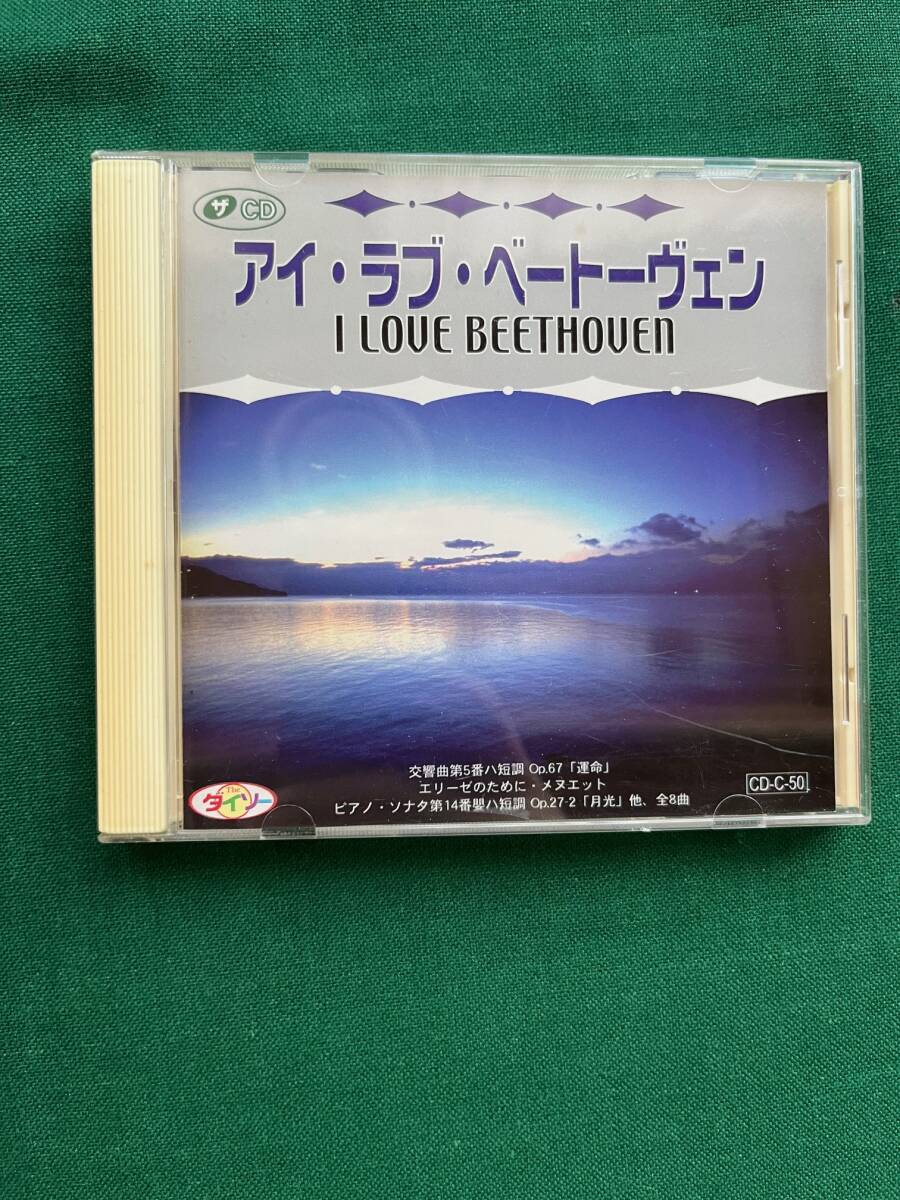 ザ CD
アイ・ラブ・ベートーヴェン
I LOVE BEETHOVEN
交響曲第5番ハ短調 Op.67「運命」
エリーゼのために・メヌエット
ピアノ・ソナタ第14番嬰ハ短調 Op.27-2「月光」他、全8曲
The
ダイソー
CD-C-50